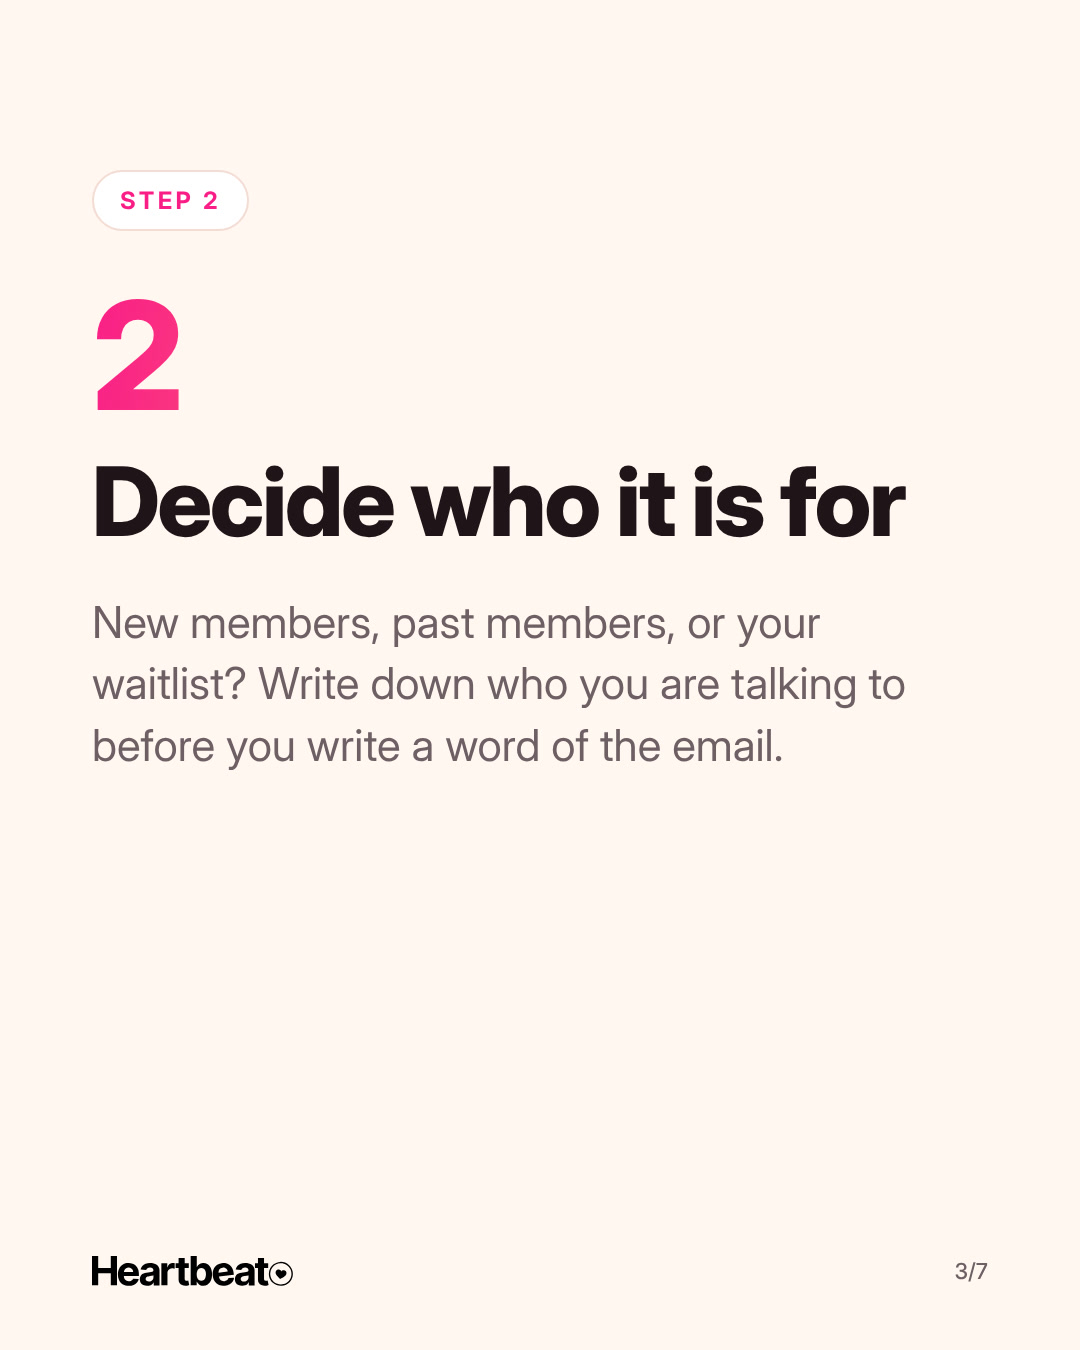 STEP 2
2
Decide who it is for
New members, past members, or your
waitlist? Write down who you are talking to
before you write a word of the email.
Heartbeat
3/7